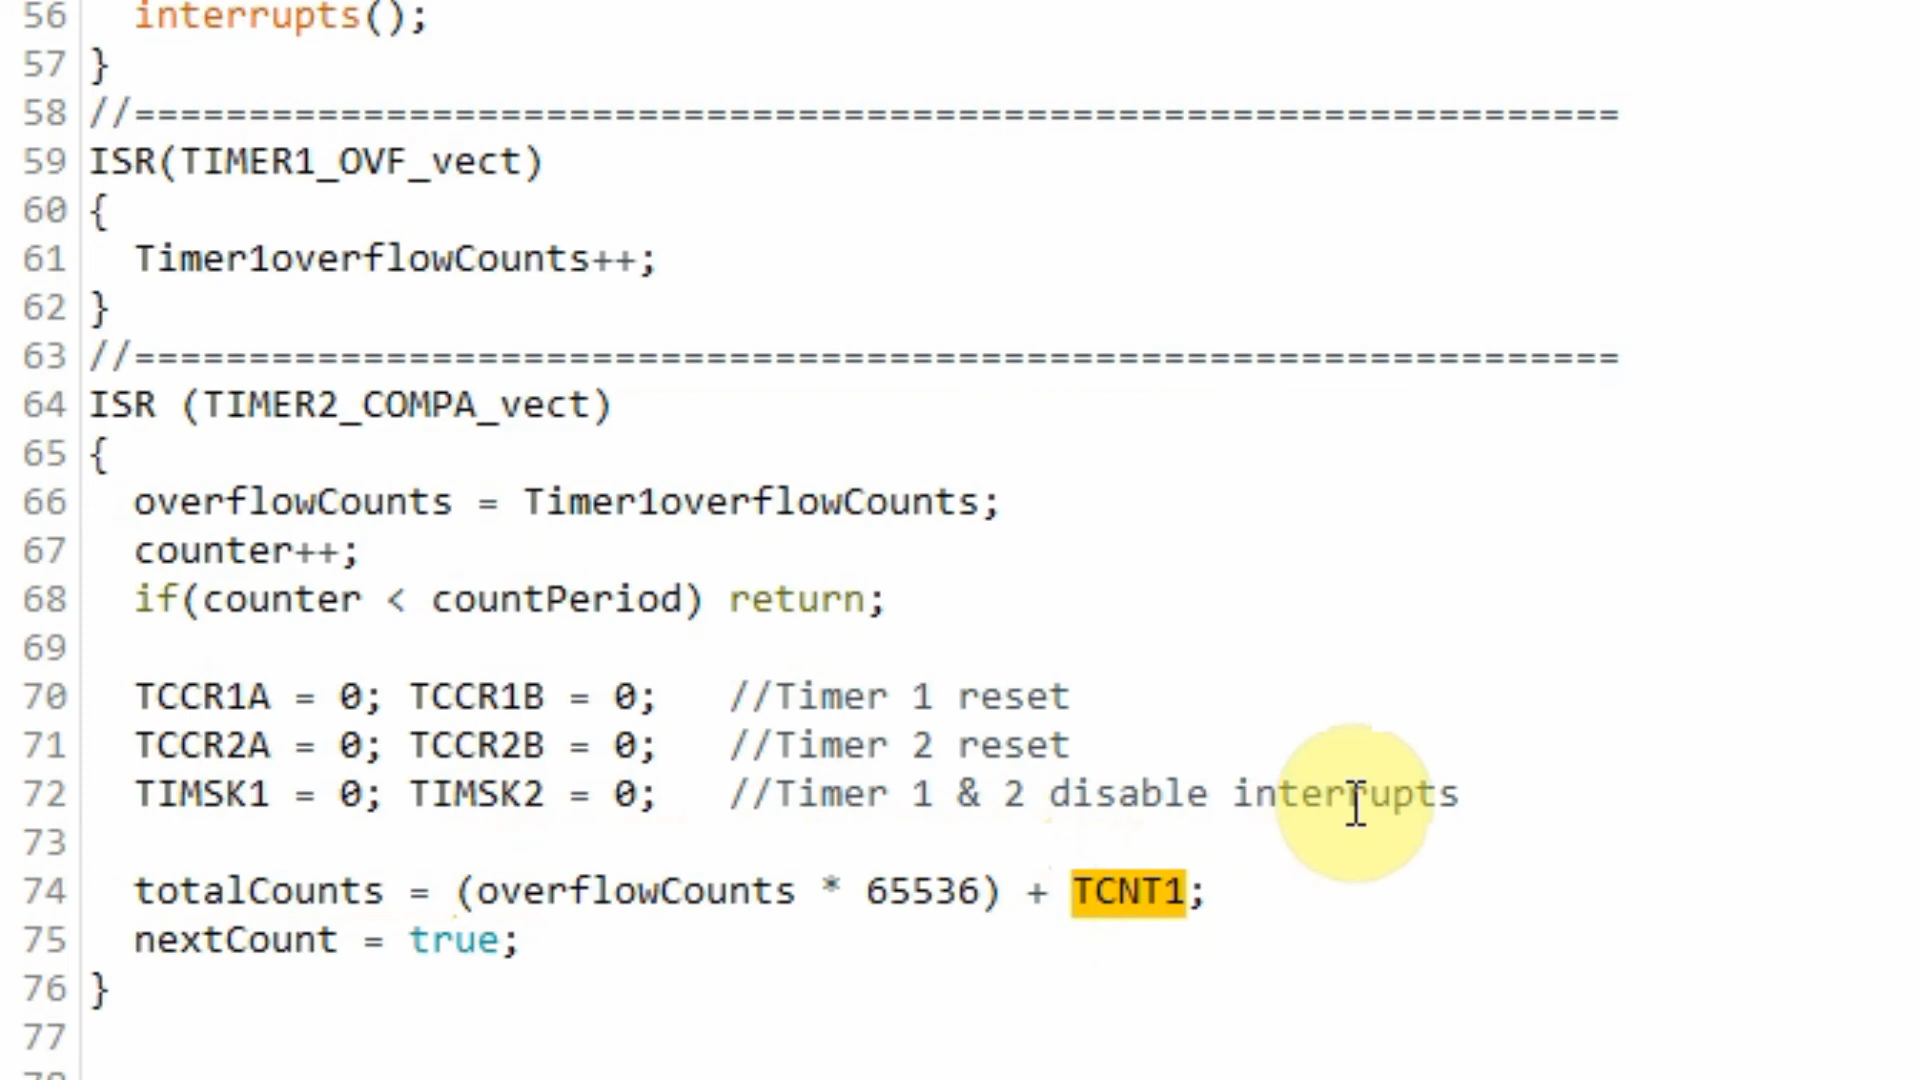 56 interrupts();
57 }
58 //==================================================================
59 ISR(TIMER1_OVF_vect)
60 {
61 Timer1overflowCounts++;
62 }
63 //==================================================================
64 ISR (TIMER2_COMPA_vect)
65 {
66 overflowCounts = Timer1overflowCounts;
67 counter++;
68 if(counter < countPeriod) return;
69
70 TCCR1A = 0; TCCR1B = 0; //Timer 1 reset
71 TCCR2A = 0; TCCR2B = 0; //Timer 2 reset
72 TIMSK1 = 0; TIMSK2 = 0; //Timer 1 & 2 disable interrupts
73
74 totalCounts = (overflowCounts * 65536) + TCNT1;
75 nextCount = true;
76 }
77